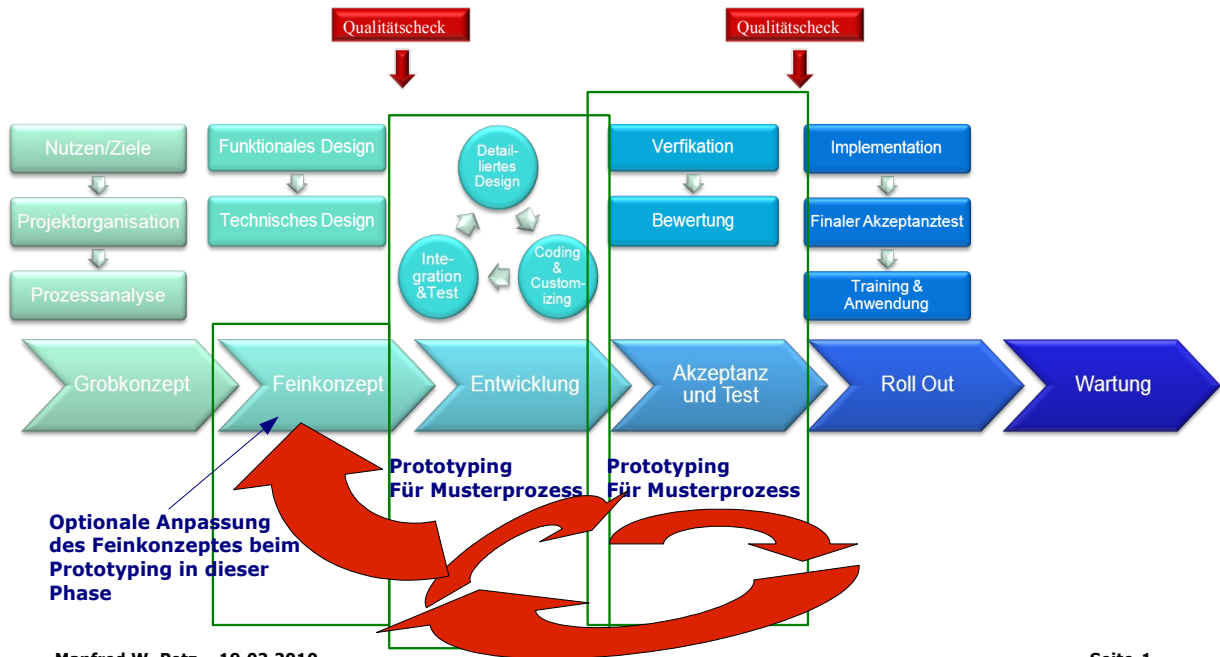 Qualitätscheck
Qualitätscheck
Nutzen/Ziele
Projektorganisation
Prozessanalyse
Funktionales Design
Technisches Design
Detail-
liertes
Design
Coding
&
Custom-
izing
Inte-
gration
&Test
Verfikation
Bewertung
Implementation
Finaler Akzeptanztest
Training &
Anwendung
Grobkonzept
Feinkonzept
Entwicklung
Akzeptanz
und Test
Roll Out
Wartung
Prototyping
Für Musterprozess
Prototyping
Für Musterprozess
Optionale Anpassung
des Feinkonzeptes beim
Prototyping in dieser
Phase